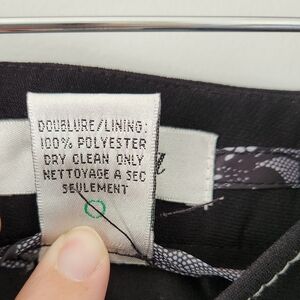 DOUBLURE/LINING:
100% POLYESTER
DRY CLEAN ONLY
NETTOYAGE A SEC
SEULEMENT